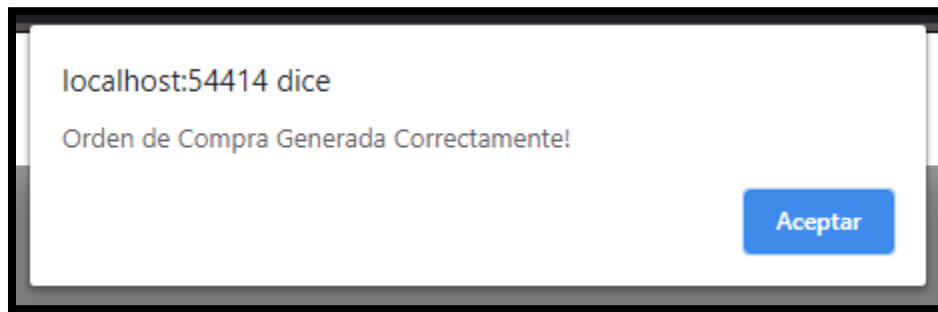 localhost:54414 dice
Orden de Compra Generada Correctamente!
Aceptar